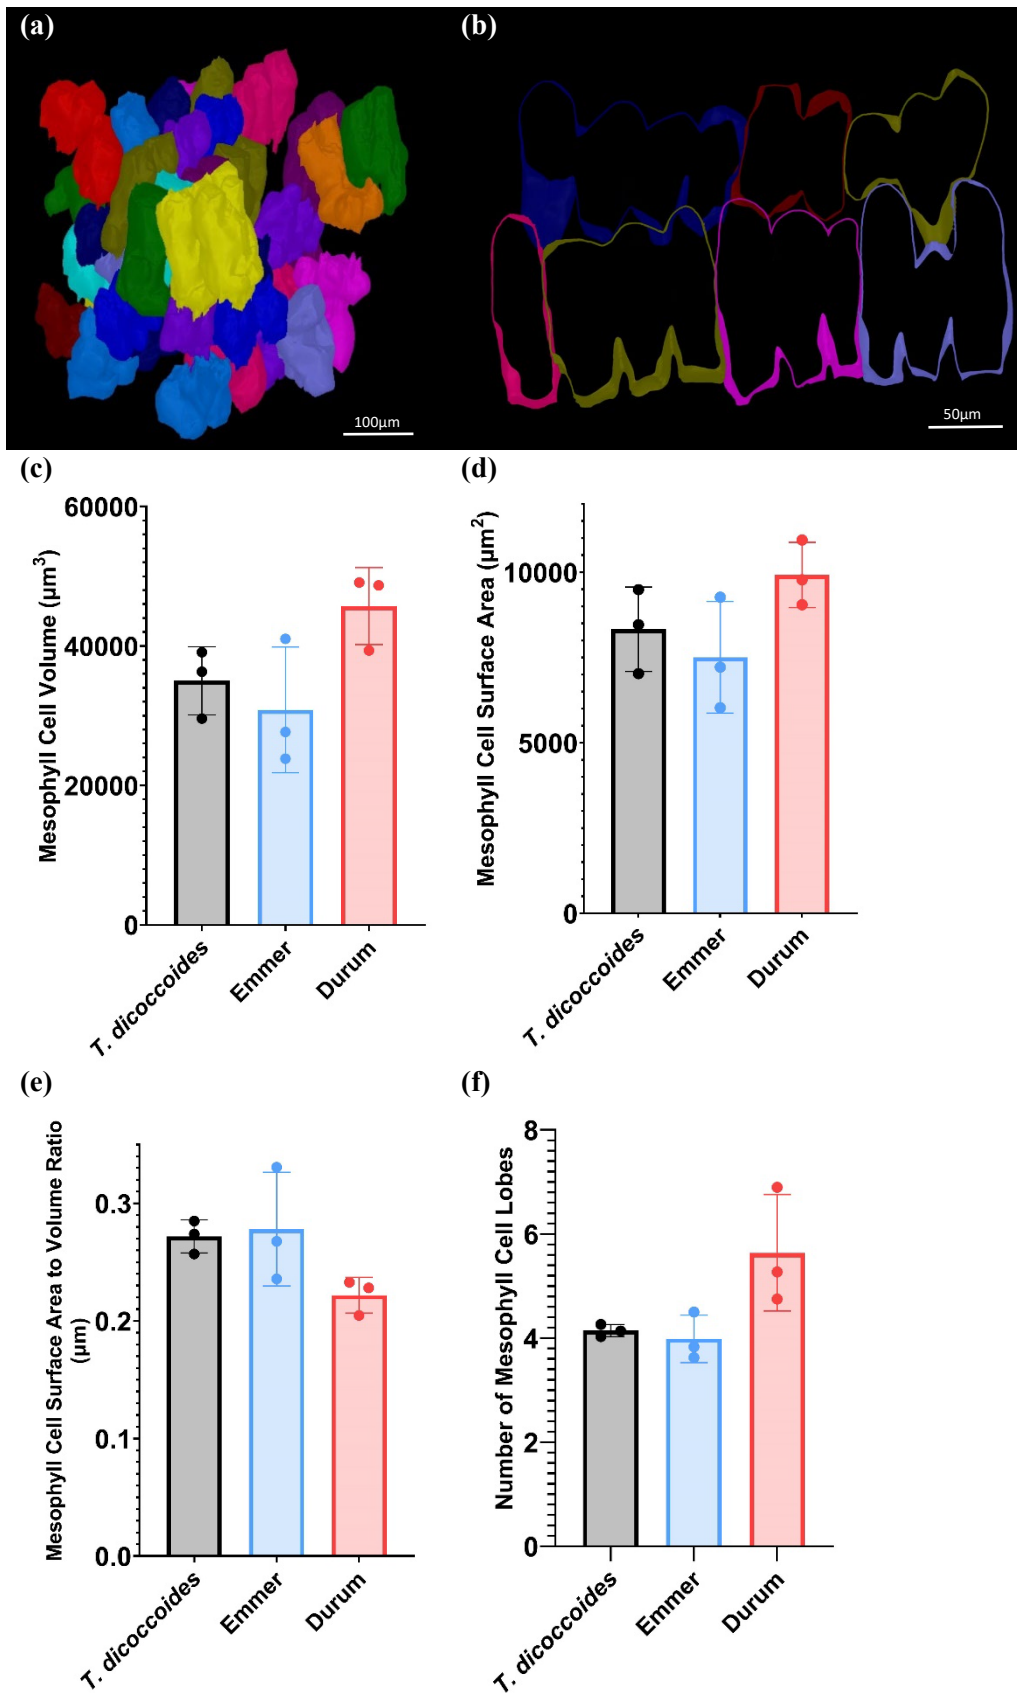 (a)
(b)
100µm
50µm
(c)
(d)
Mesophyll Cell Volume (µm³)
60000
40000
20000
0
T. dicoccoides
Emmer
Durum
Mesophyll Cell Surface Area (µm²)
10000
5000
0
T. dicoccoides
Emmer
Durum
(e)
(f)
Mesophyll Cell Surface Area to Volume Ratio
(µm)
0.3
0.2
0.1
0.0
T. dicoccoides
Emmer
Durum
Number of Mesophyll Cell Lobes
8
6
4
2
0
T. dicoccoides
Emmer
Durum